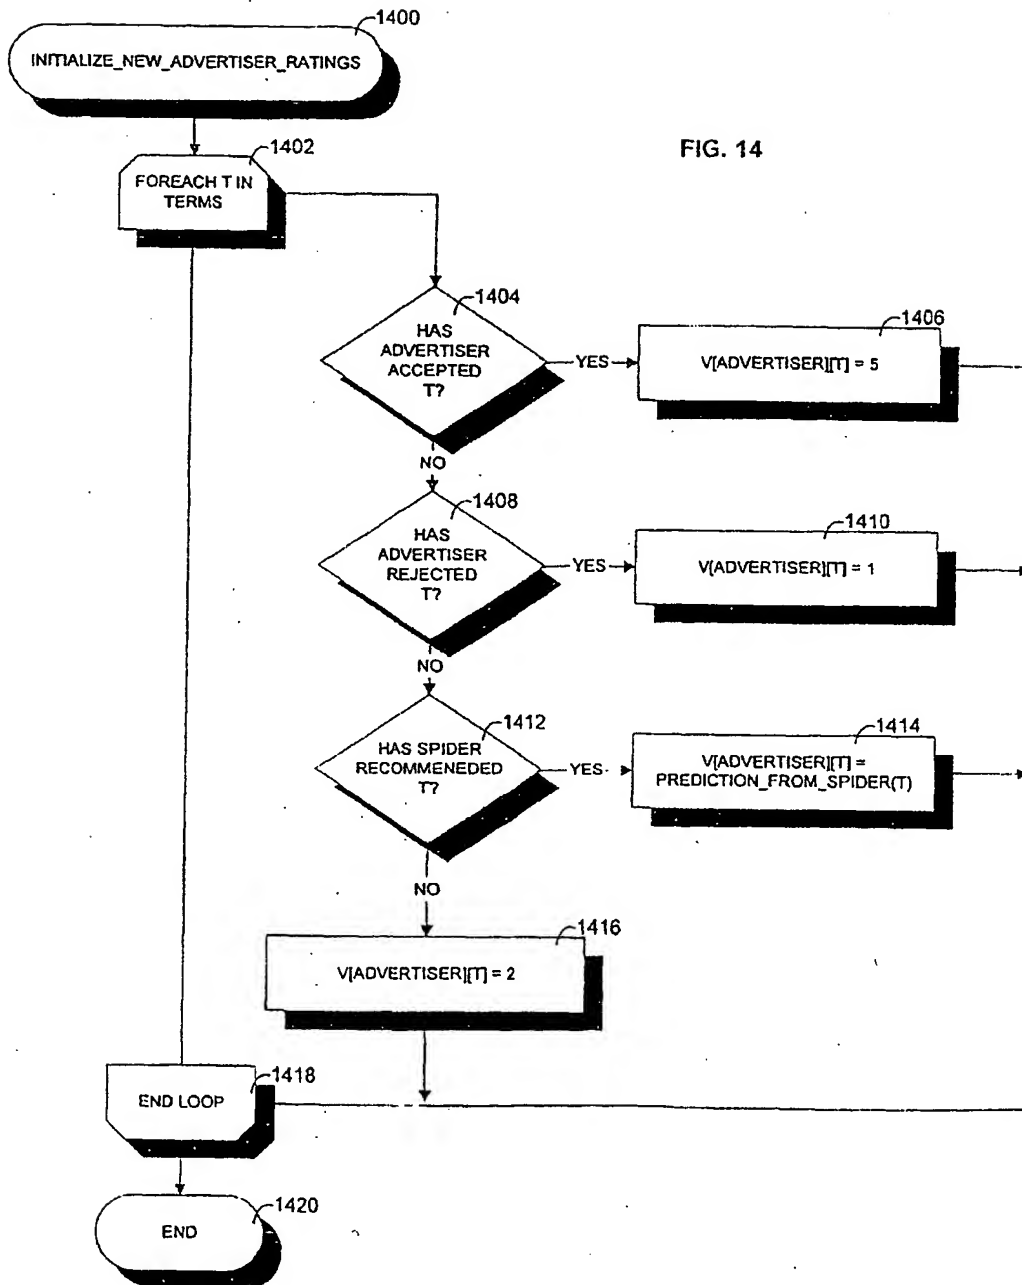 1400
INITIALIZE_NEW_ADVERTISER_RATINGS
FIG. 14
1402
FOREACH T IN
TERMS
1404
HAS
ADVERTISER
ACCEPTED
T?
YES
1406
V[ADVERTISER][T] = 5
NO
1408
HAS
ADVERTISER
REJECTED
T?
YES
1410
V[ADVERTISER][T] = 1
NO
1412
HAS SPIDER
RECOMMENEDED
T?
YES
1414
V[ADVERTISER][T] =
PREDICTION_FROM_SPIDER(T)
NO
1416
V[ADVERTISER][T] = 2
1418
END LOOP
1420
END